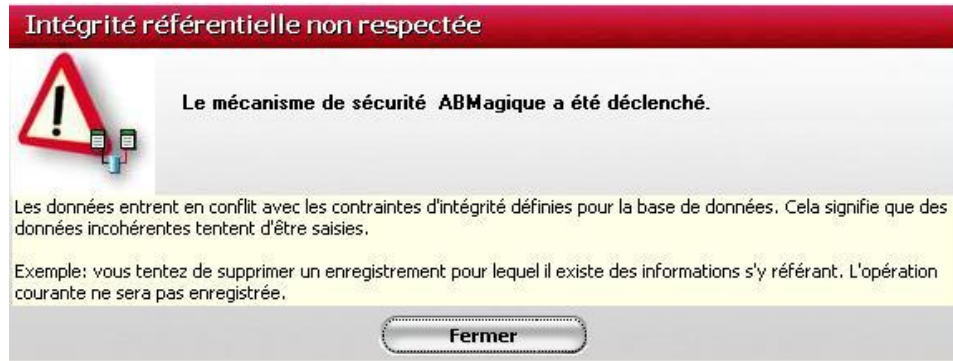 Intégrité référentielle non respectée
Le mécanisme de sécurité ABMagique a été déclenché.
Les données entrent en conflit avec les contraintes d'intégrité définies pour la base de données. Cela signifie que des
données incohérentes tentent d'être saisies.
Exemple: vous tentez de supprimer un enregistrement pour lequel il existe des informations s'y référant. L'opération
courante ne sera pas enregistrée.
Fermer